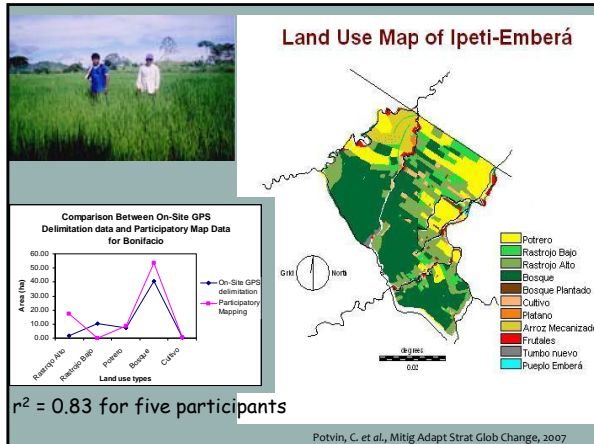 Land Use Map of Ipeti-Emberá
Comparison Between On-Site GPS
Delimitation data and Participatory Map Data
for Bonifacio
Area (ha)
60.00
50.00
40.00
30.00
20.00
10.00
0.00
Rastrojo Alto
Rastrojo Bajo
Potrero
Bosque
Cultivo
Land use types
On-Site GPS
delimitation
Participatory
Mapping
r² = 0.83 for five participants
Grid North
degrees
0.02
Potrero
Rastrojo Bajo
Rastrojo Alto
Bosque
Bosque Plantado
Cultivo
Platano
Arroz Mecanizado
Frutales
Tumbo nuevo
Pueplo Emberá
Potvin, C. et al., Mitig Adapt Strat Glob Change, 2007